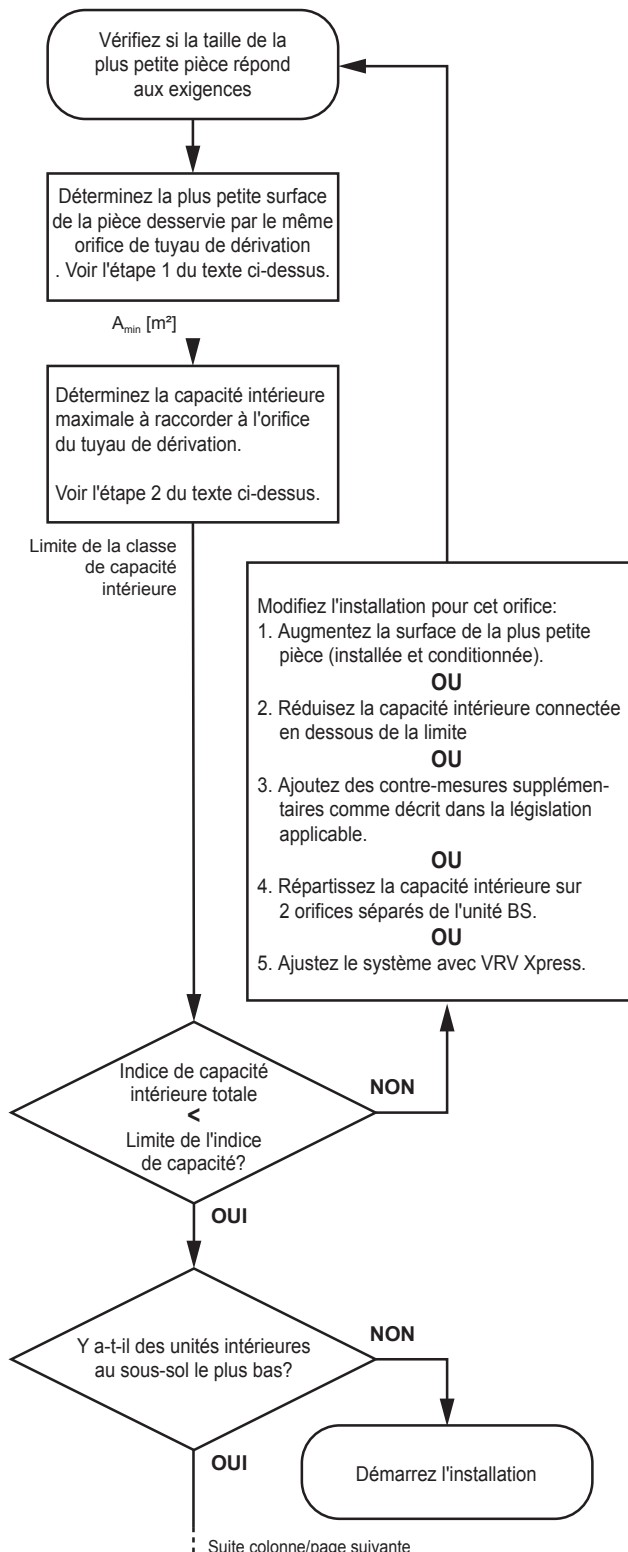 Vérifiez si la taille de la
plus petite pièce répond
aux exigences
Déterminez la plus petite surface
de la pièce desservie par le même
orifice de tuyau de dérivation
. Voir l'étape 1 du texte ci-dessus.
Amin [m²]
Déterminez la capacité intérieure
maximale à raccorder à l'orifice
du tuyau de dérivation.
Voir l'étape 2 du texte ci-dessus.
Limite de la classe
de capacité
intérieure
Modifiez l'installation pour cet orifice:
1. Augmentez la surface de la plus petite
pièce (installée et conditionnée).
OU
2. Réduisez la capacité intérieure connectée
en dessous de la limite
OU
3. Ajoutez des contre-mesures supplémen-
taires comme décrit dans la législation
applicable.
OU
4. Répartissez la capacité intérieure sur
2 orifices séparés de l'unité BS.
OU
5. Ajustez le système avec VRV Xpress.
Indice de capacité
intérieure totale
<
Limite de l'indice
de capacité?
NON
OUI
Y a-t-il des unités intérieures
au sous-sol le plus bas?
NON
OUI
Démarrez l'installation
Suite colonne/page suivante